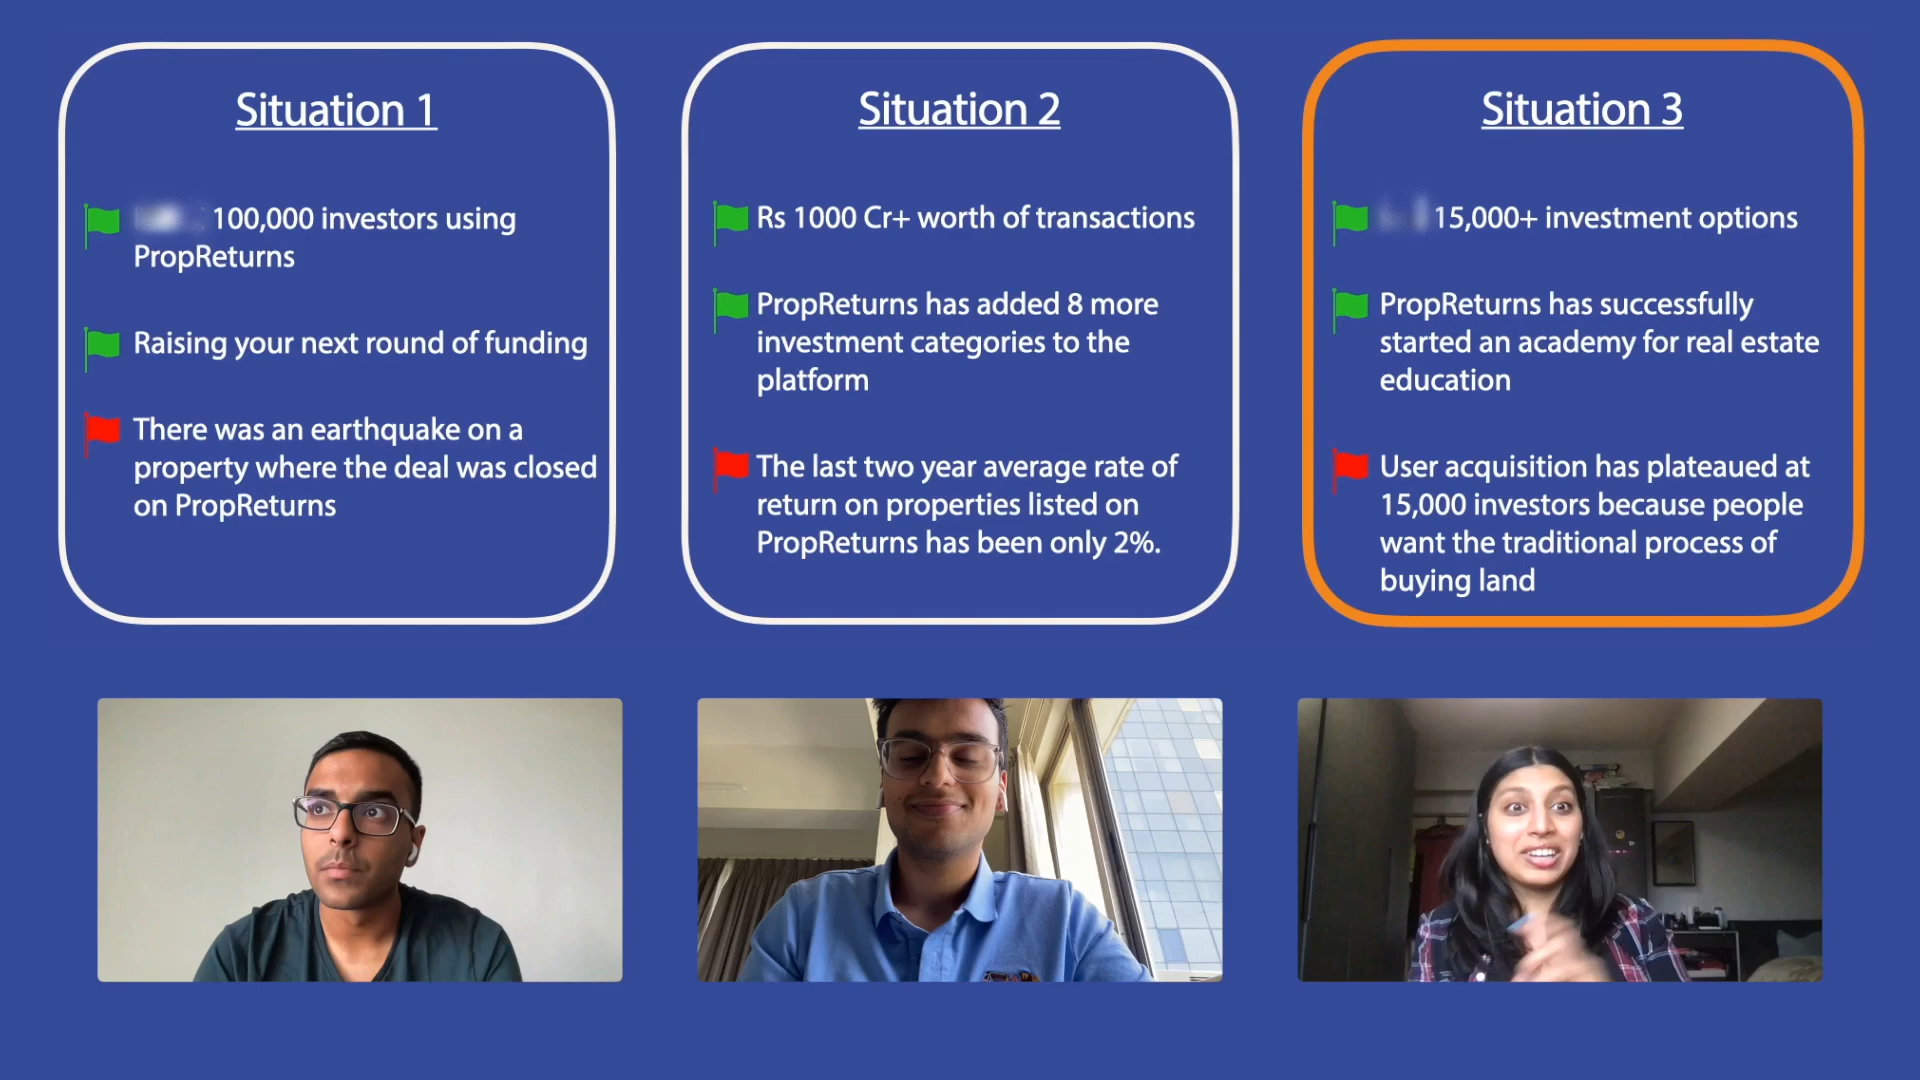 Situation 1
100,000 investors using
PropReturns
Raising your next round of funding
There was an earthquake on a
property where the deal was closed
on PropReturns
Situation 2
Rs 1000 Cr+ worth of transactions
PropReturns has added 8 more
investment categories to the
platform
The last two year average rate of
return on properties listed on
PropReturns has been only 2%.
Situation 3
15,000+ investment options
PropReturns has successfully
started an academy for real estate
education
User acquisition has plateaued at
15,000 investors because people
want the traditional process of
buying land